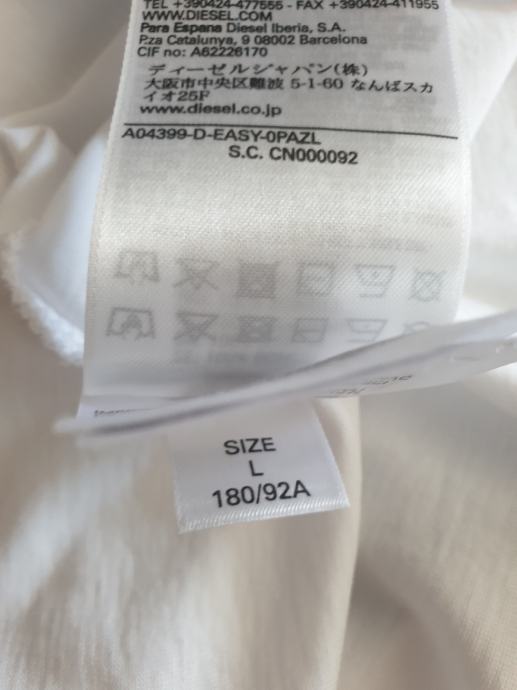 TEL +390424-477555 - FAX +390424-411955
WWW.DIESEL.COM
Para Espana Diesel Iberia, S.A.
P.za Catalunya, 9 08002 Barcelona
CIF no: A62226170
ディーゼルジャパン(株)
大阪市中央区難波 5-1-60 なんばスカ
イオ25F
www.diesel.co.jp
A04399-D-EASY-0PAZL
S.C. CN000092
SIZE
L
180/92A